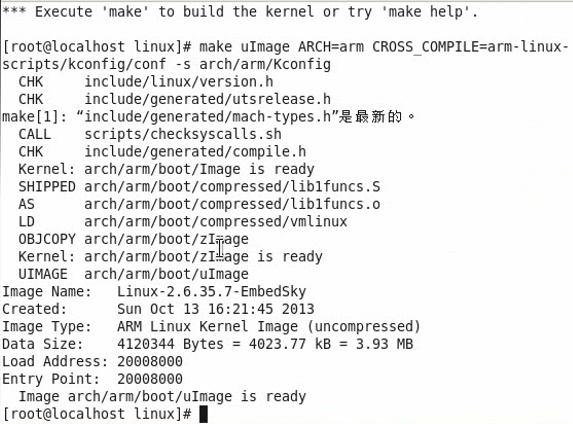 *** Execute 'make' to build the kernel or try 'make help'.
[root@localhost linux]# make uImage ARCH=arm CROSS_COMPILE=arm-linux-
scripts/kconfig/conf -s arch/arm/Kconfig
  CHK     include/linux/version.h
  CHK     include/generated/utsrelease.h
make[1]: “include/generated/mach-types.h”是最新的。
  CALL    scripts/checksyscalls.sh
  CHK     include/generated/compile.h
  Kernel: arch/arm/boot/Image is ready
  SHIPPED arch/arm/boot/compressed/lib1funcs.S
  AS      arch/arm/boot/compressed/lib1funcs.o
  LD      arch/arm/boot/compressed/vmlinux
  OBJCOPY arch/arm/boot/zImage
  Kernel: arch/arm/boot/zImage is ready
  UIMAGE  arch/arm/boot/uImage
Image Name:   Linux-2.6.35.7-EmbedSky
Created:      Sun Oct 13 16:21:45 2013
Image Type:   ARM Linux Kernel Image (uncompressed)
Data Size:    4120344 Bytes = 4023.77 kB = 3.93 MB
Load Address: 20008000
Entry Point:  20008000
  Image arch/arm/boot/uImage is ready
[root@localhost linux]#